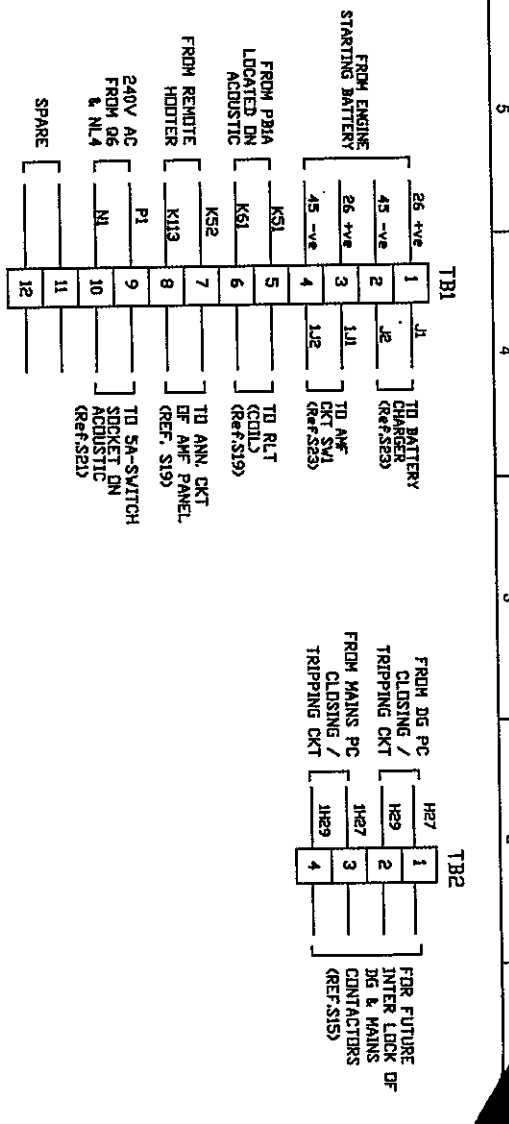 5
4
TB1
FROM ENGINE
STARTING BATTERY
26 +ve
45 -ve
26 +ve
45 -ve
1
2
3
4
J1
J2
1J1
1J2
TO BATTERY
CHARGER
(Ref.S23)
TO AMF
CKT SW1
(Ref.S23)
FROM PB1A
LOCATED ON
ACOUSTIC
K51
K61
5
6
TO RLT
(COIL)
(Ref.S19)
FROM REMOTE
HOOTER
K52
K113
7
8
TO ANN. CKT
OF AMF PANEL
(REF. S19)
240V AC
FROM Q6
& NL4
P1
N1
9
10
TO 5A-SWITCH
SOCKET ON
ACOUSTIC
(Ref.S21)
SPARE
11
12
TB2
FROM DG PC
CLOSING /
TRIPPING CKT
H27
H29
1
2
FROM MAINS PC
CLOSING /
TRIPPING CKT
1H27
1H29
3
4
FOR FUTURE
INTER LOCK OF
DG & MAINS
CONTACTORS
(REF.S15)